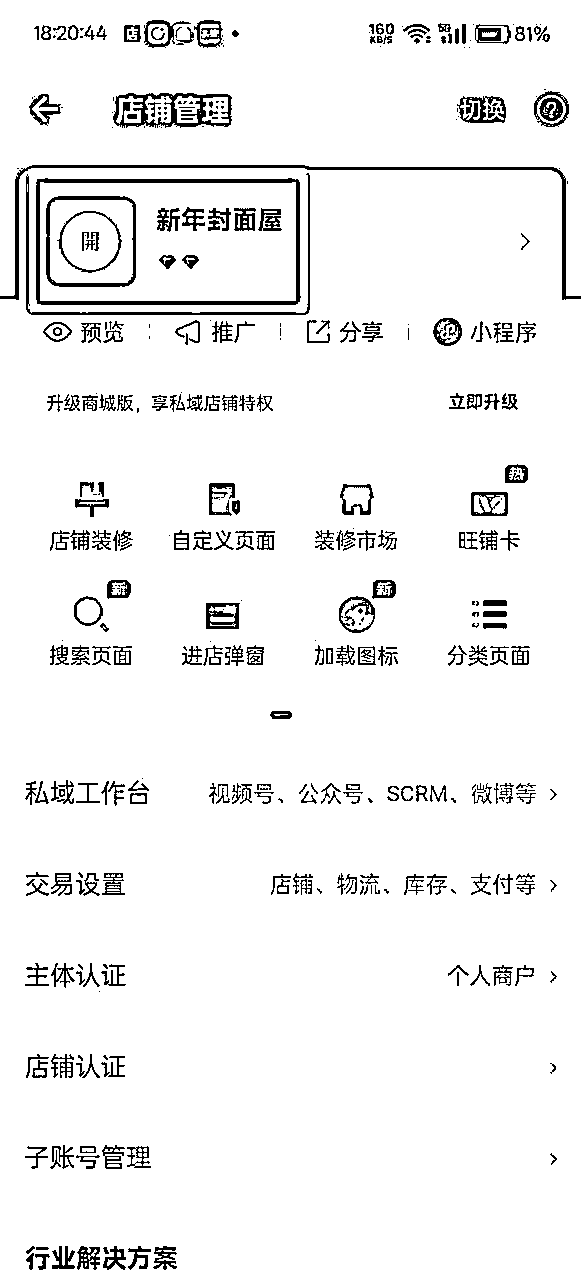 18:20:44 160 KB/S 5G 81%
店铺管理 切换
開 新年封面屋
预览 推广 分享 小程序
升级商城版，享私域店铺特权 立即升级
热
店铺装修 自定义页面 装修市场 旺铺卡
新 新
搜索页面 进店弹窗 加载图标 分类页面
私域工作台 视频号、公众号、SCRM、微博等
交易设置 店铺、物流、库存、支付等
主体认证 个人商户
店铺认证
子账号管理
行业解决方案